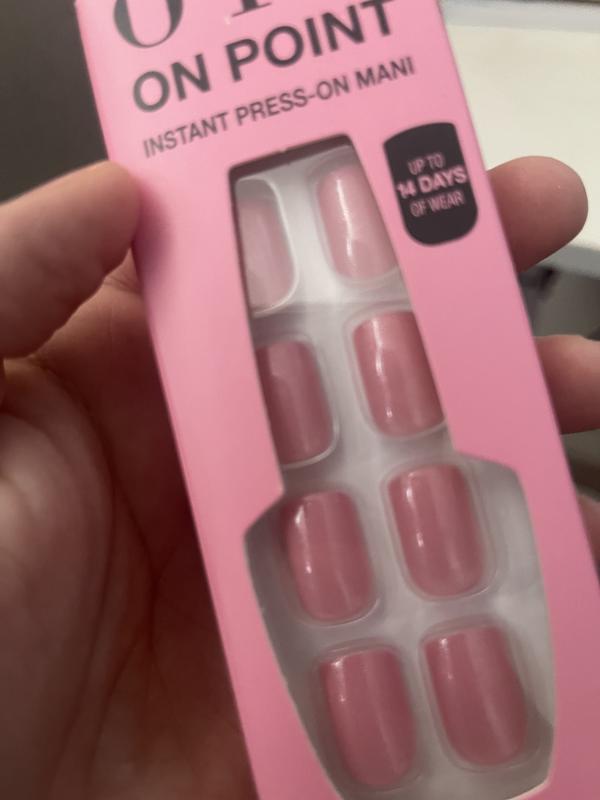 ON POINT
INSTANT PRESS-ON MANI
UP TO
14 DAYS
OF WEAR